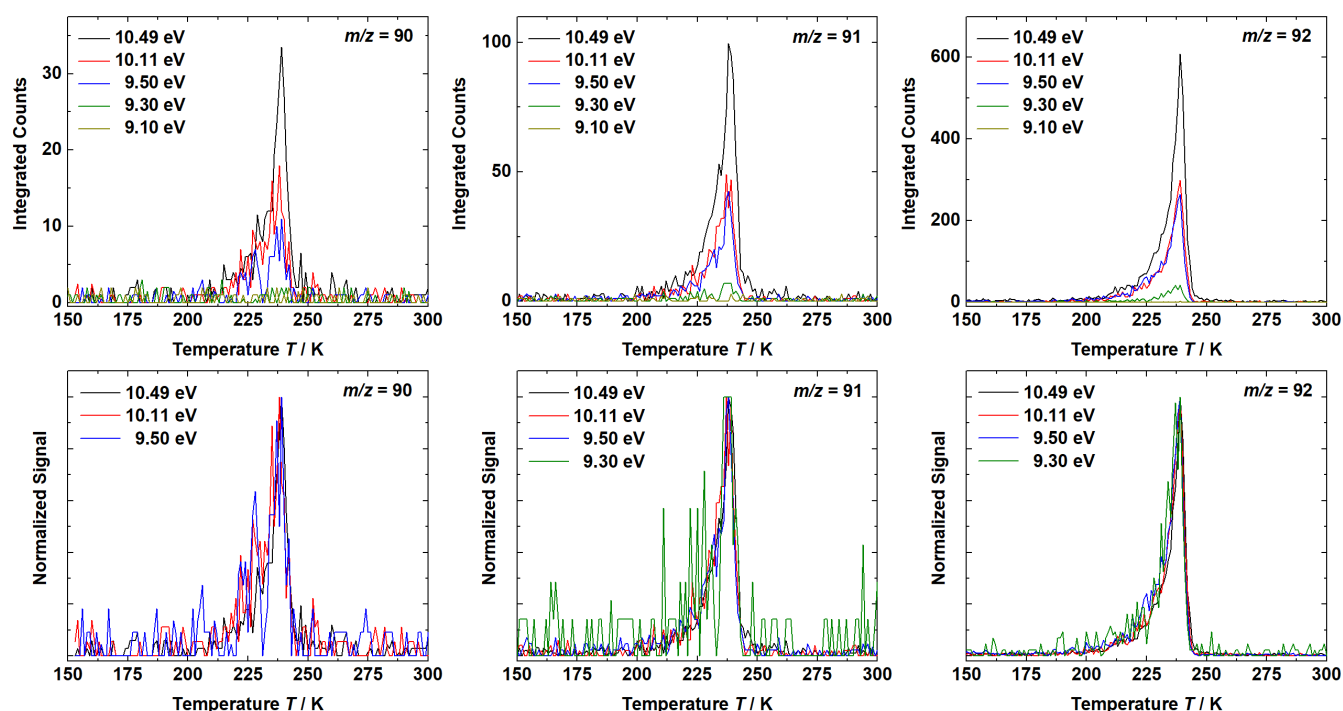 10.49 eV
10.11 eV
9.50 eV
9.30 eV
9.10 eV
m/z = 90
Integrated Counts
30
20
10
0
150 175 200 225 250 275 300
Temperature T / K
10.49 eV
10.11 eV
9.50 eV
9.30 eV
9.10 eV
m/z = 91
Integrated Counts
100
50
0
150 175 200 225 250 275 300
Temperature T / K
10.49 eV
10.11 eV
9.50 eV
9.30 eV
9.10 eV
m/z = 92
Integrated Counts
600
400
200
0
150 175 200 225 250 275 300
Temperature T / K
10.49 eV
10.11 eV
9.50 eV
m/z = 90
Normalized Signal
150 175 200 225 250 275 300
Temperature T / K
10.49 eV
10.11 eV
9.50 eV
9.30 eV
m/z = 91
Normalized Signal
150 175 200 225 250 275 300
Temperature T / K
10.49 eV
10.11 eV
9.50 eV
9.30 eV
m/z = 92
Normalized Signal
150 175 200 225 250 275 300
Temperature T / K